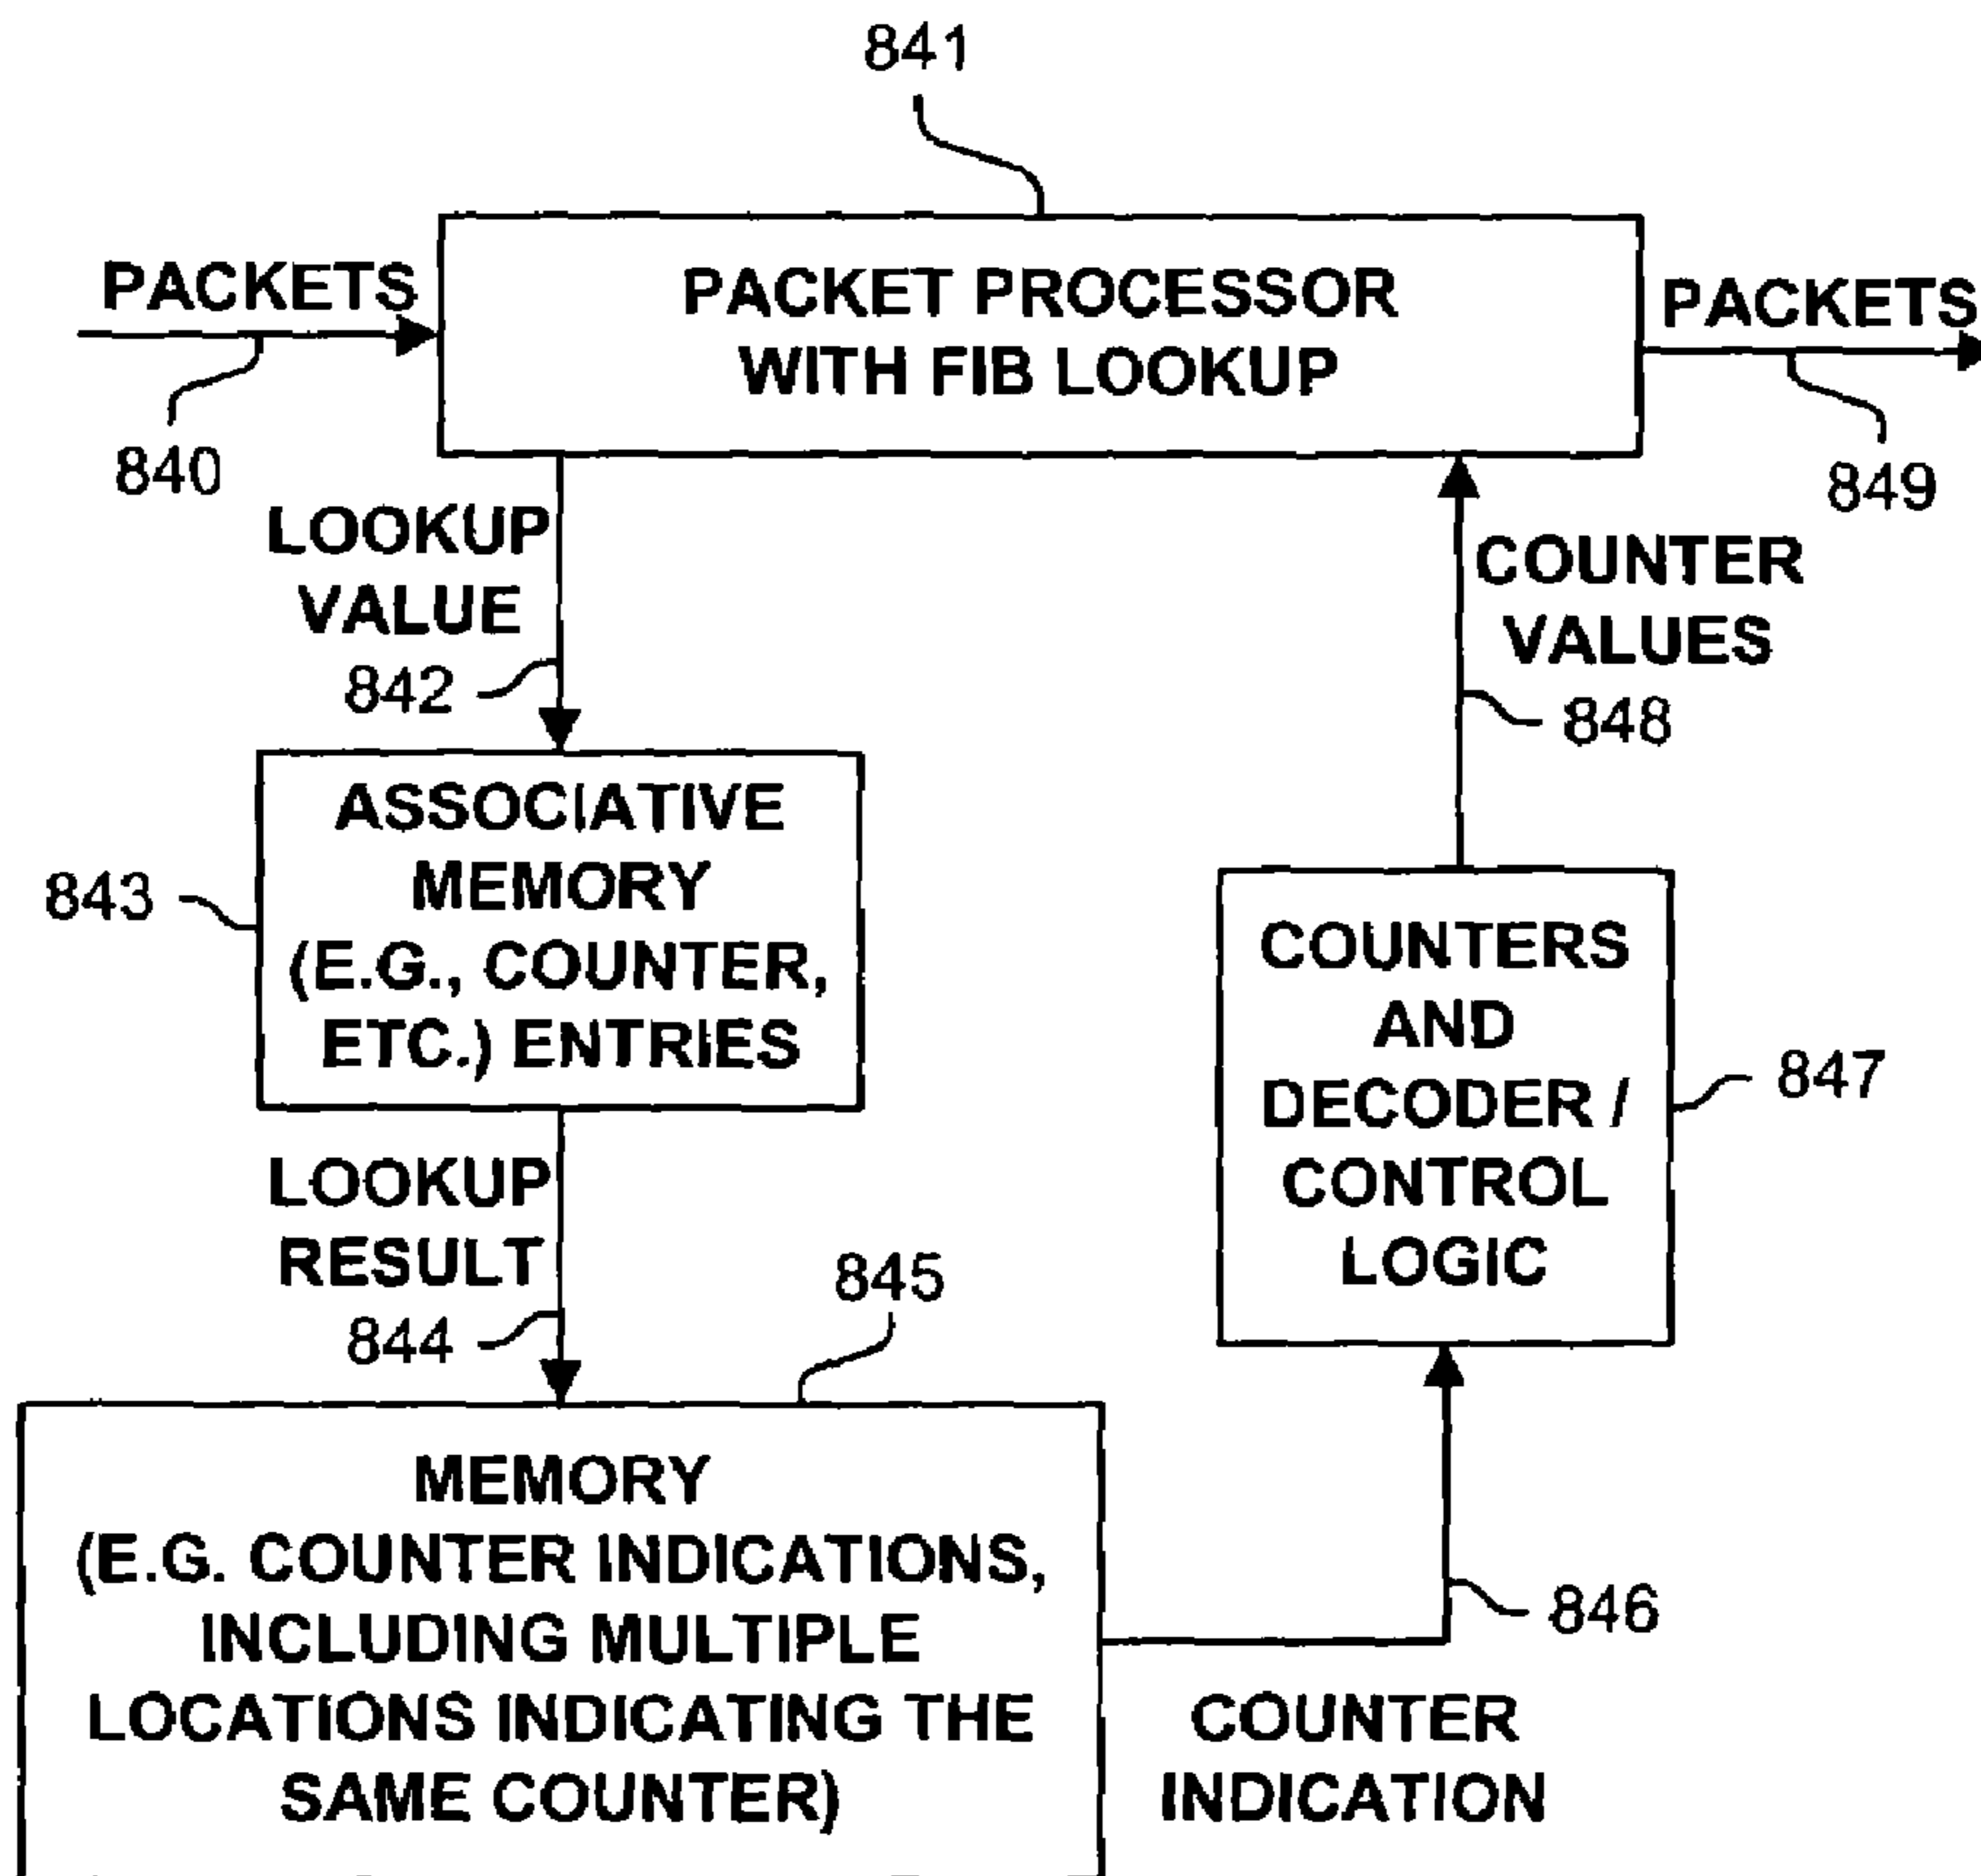 841
PACKETS
PACKET PROCESSOR
WITH FIB LOOKUP
PACKETS
840
849
LOOKUP
VALUE
842
COUNTER
VALUES
848
843
ASSOCIATIVE
MEMORY
(E.G., COUNTER,
ETC.) ENTRIES
COUNTERS
AND
DECODER /
CONTROL
LOGIC
847
LOOKUP
RESULT
844
845
MEMORY
(E.G. COUNTER INDICATIONS,
INCLUDING MULTIPLE
LOCATIONS INDICATING THE
SAME COUNTER)
846
COUNTER
INDICATION